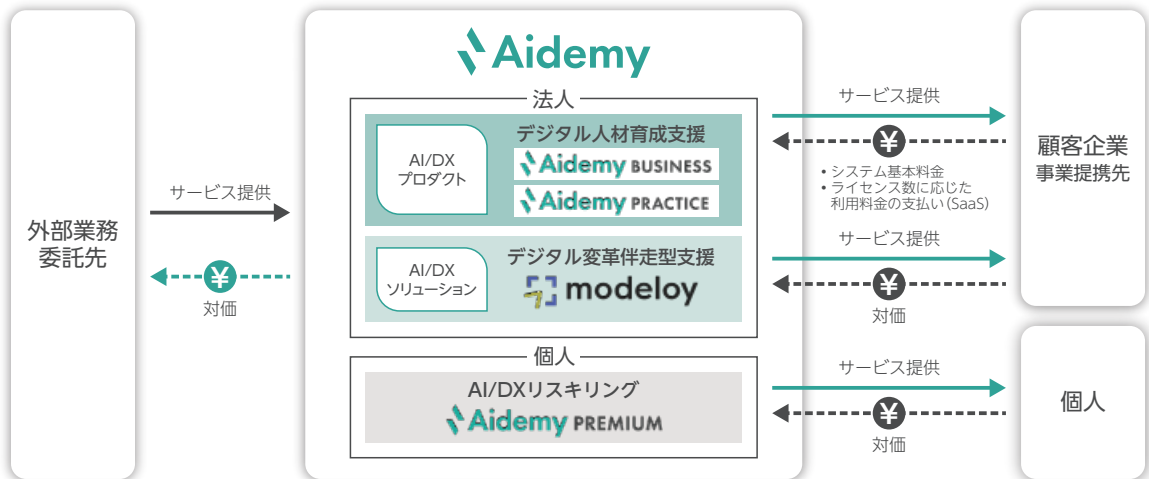 外部業務
委託先
サービス提供
¥
対価
Aidemy
法人
AI/DX
プロダクト
デジタル人材育成支援
Aidemy BUSINESS
Aidemy PRACTICE
AI/DX
ソリューション
デジタル変革伴走型支援
modeloy
個人
AI/DXリスキリング
Aidemy PREMIUM
サービス提供
¥
• システム基本料金
• ライセンス数に応じた
利用料金の支払い(SaaS)
サービス提供
¥
対価
サービス提供
¥
対価
顧客企業
事業提携先
個人